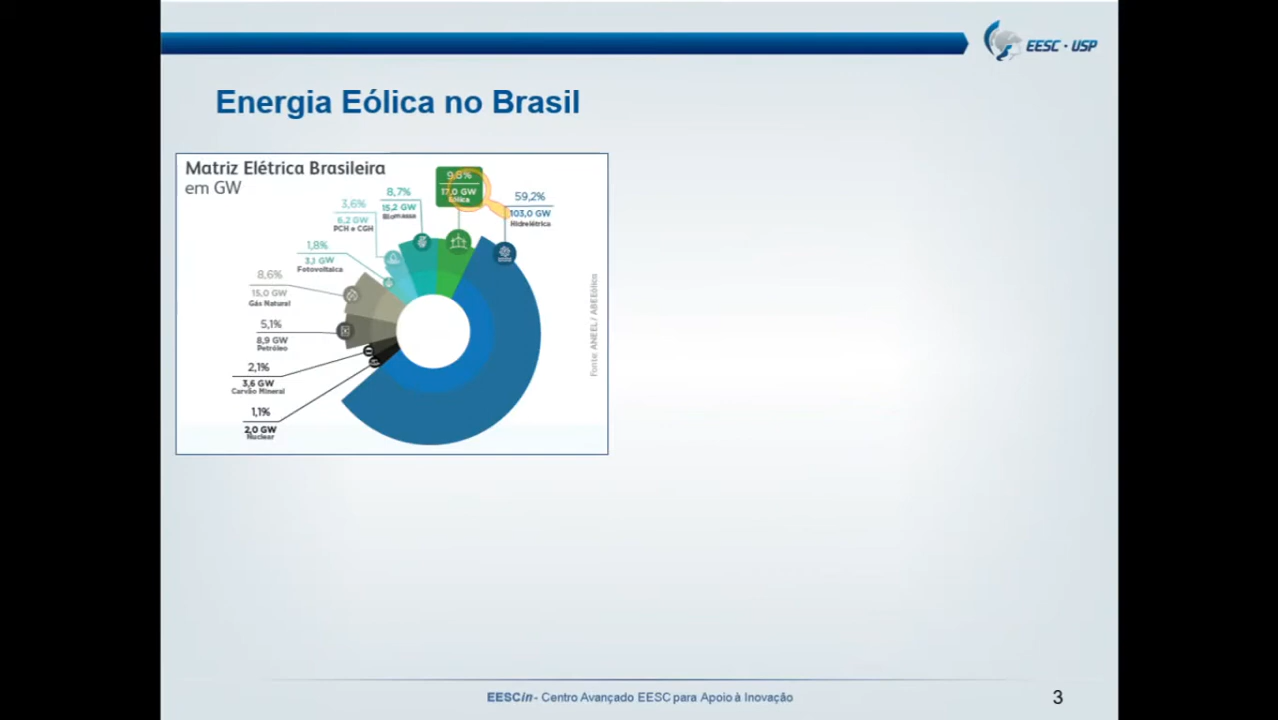 EESC · USP
Energia Eólica no Brasil
Matriz Elétrica Brasileira
em GW
9,8%
17,0 GW
Eólica
59,2%
103,0 GW
Hidrelétrica
8,7%
15,2 GW
Biomassa
3,6%
6,2 GW
PCH e CGH
1,8%
3,1 GW
Fotovoltaica
8,6%
15,0 GW
Gás Natural
5,1%
8,9 GW
Petróleo
2,1%
3,6 GW
Carvão Mineral
1,1%
2,0 GW
Nuclear
Fonte: ANEEL / ABEEólica
EESCin - Centro Avançado EESC para Apoio à Inovação
3